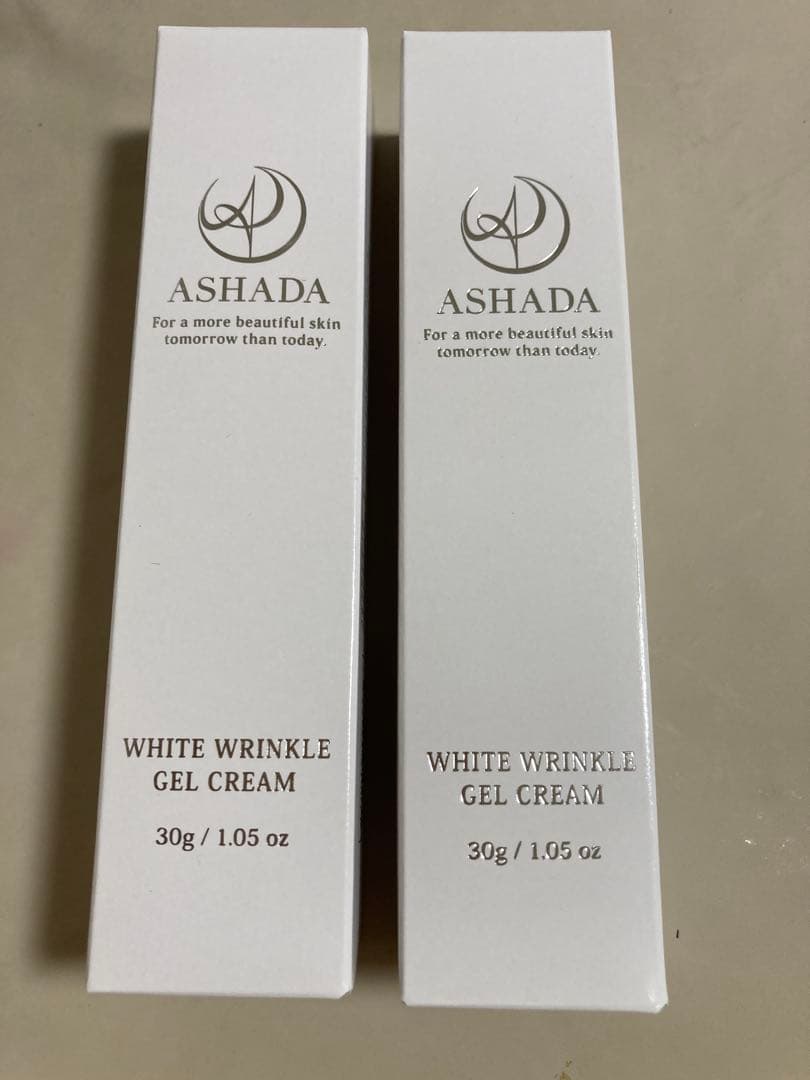 ASHADA
For a more beautiful skin
tomorrow than today.
WHITE WRINKLE
GEL CREAM
30g / 1.05 oz
ASHADA
For a more beautiful skin
tomorrow than today.
WHITE WRINKLE
GEL CREAM
30g / 1.05 oz